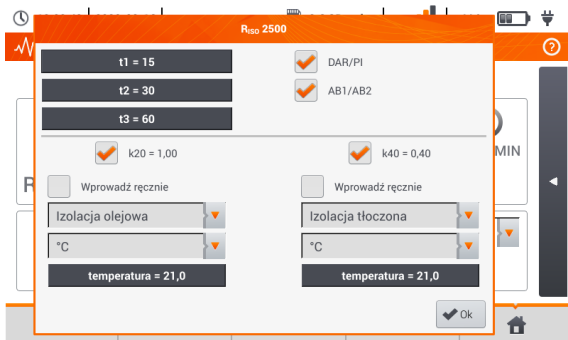 R_ISO 2500
t1 = 15
DAR/PI
t2 = 30
AB1/AB2
t3 = 60
k20 = 1,00
k40 = 0,40
MIN
R
Wprowadź ręcznie
Wprowadź ręcznie
Izolacja olejowa
Izolacja tłoczona
°C
°C
temperatura = 21,0
temperatura = 21,0
Ok